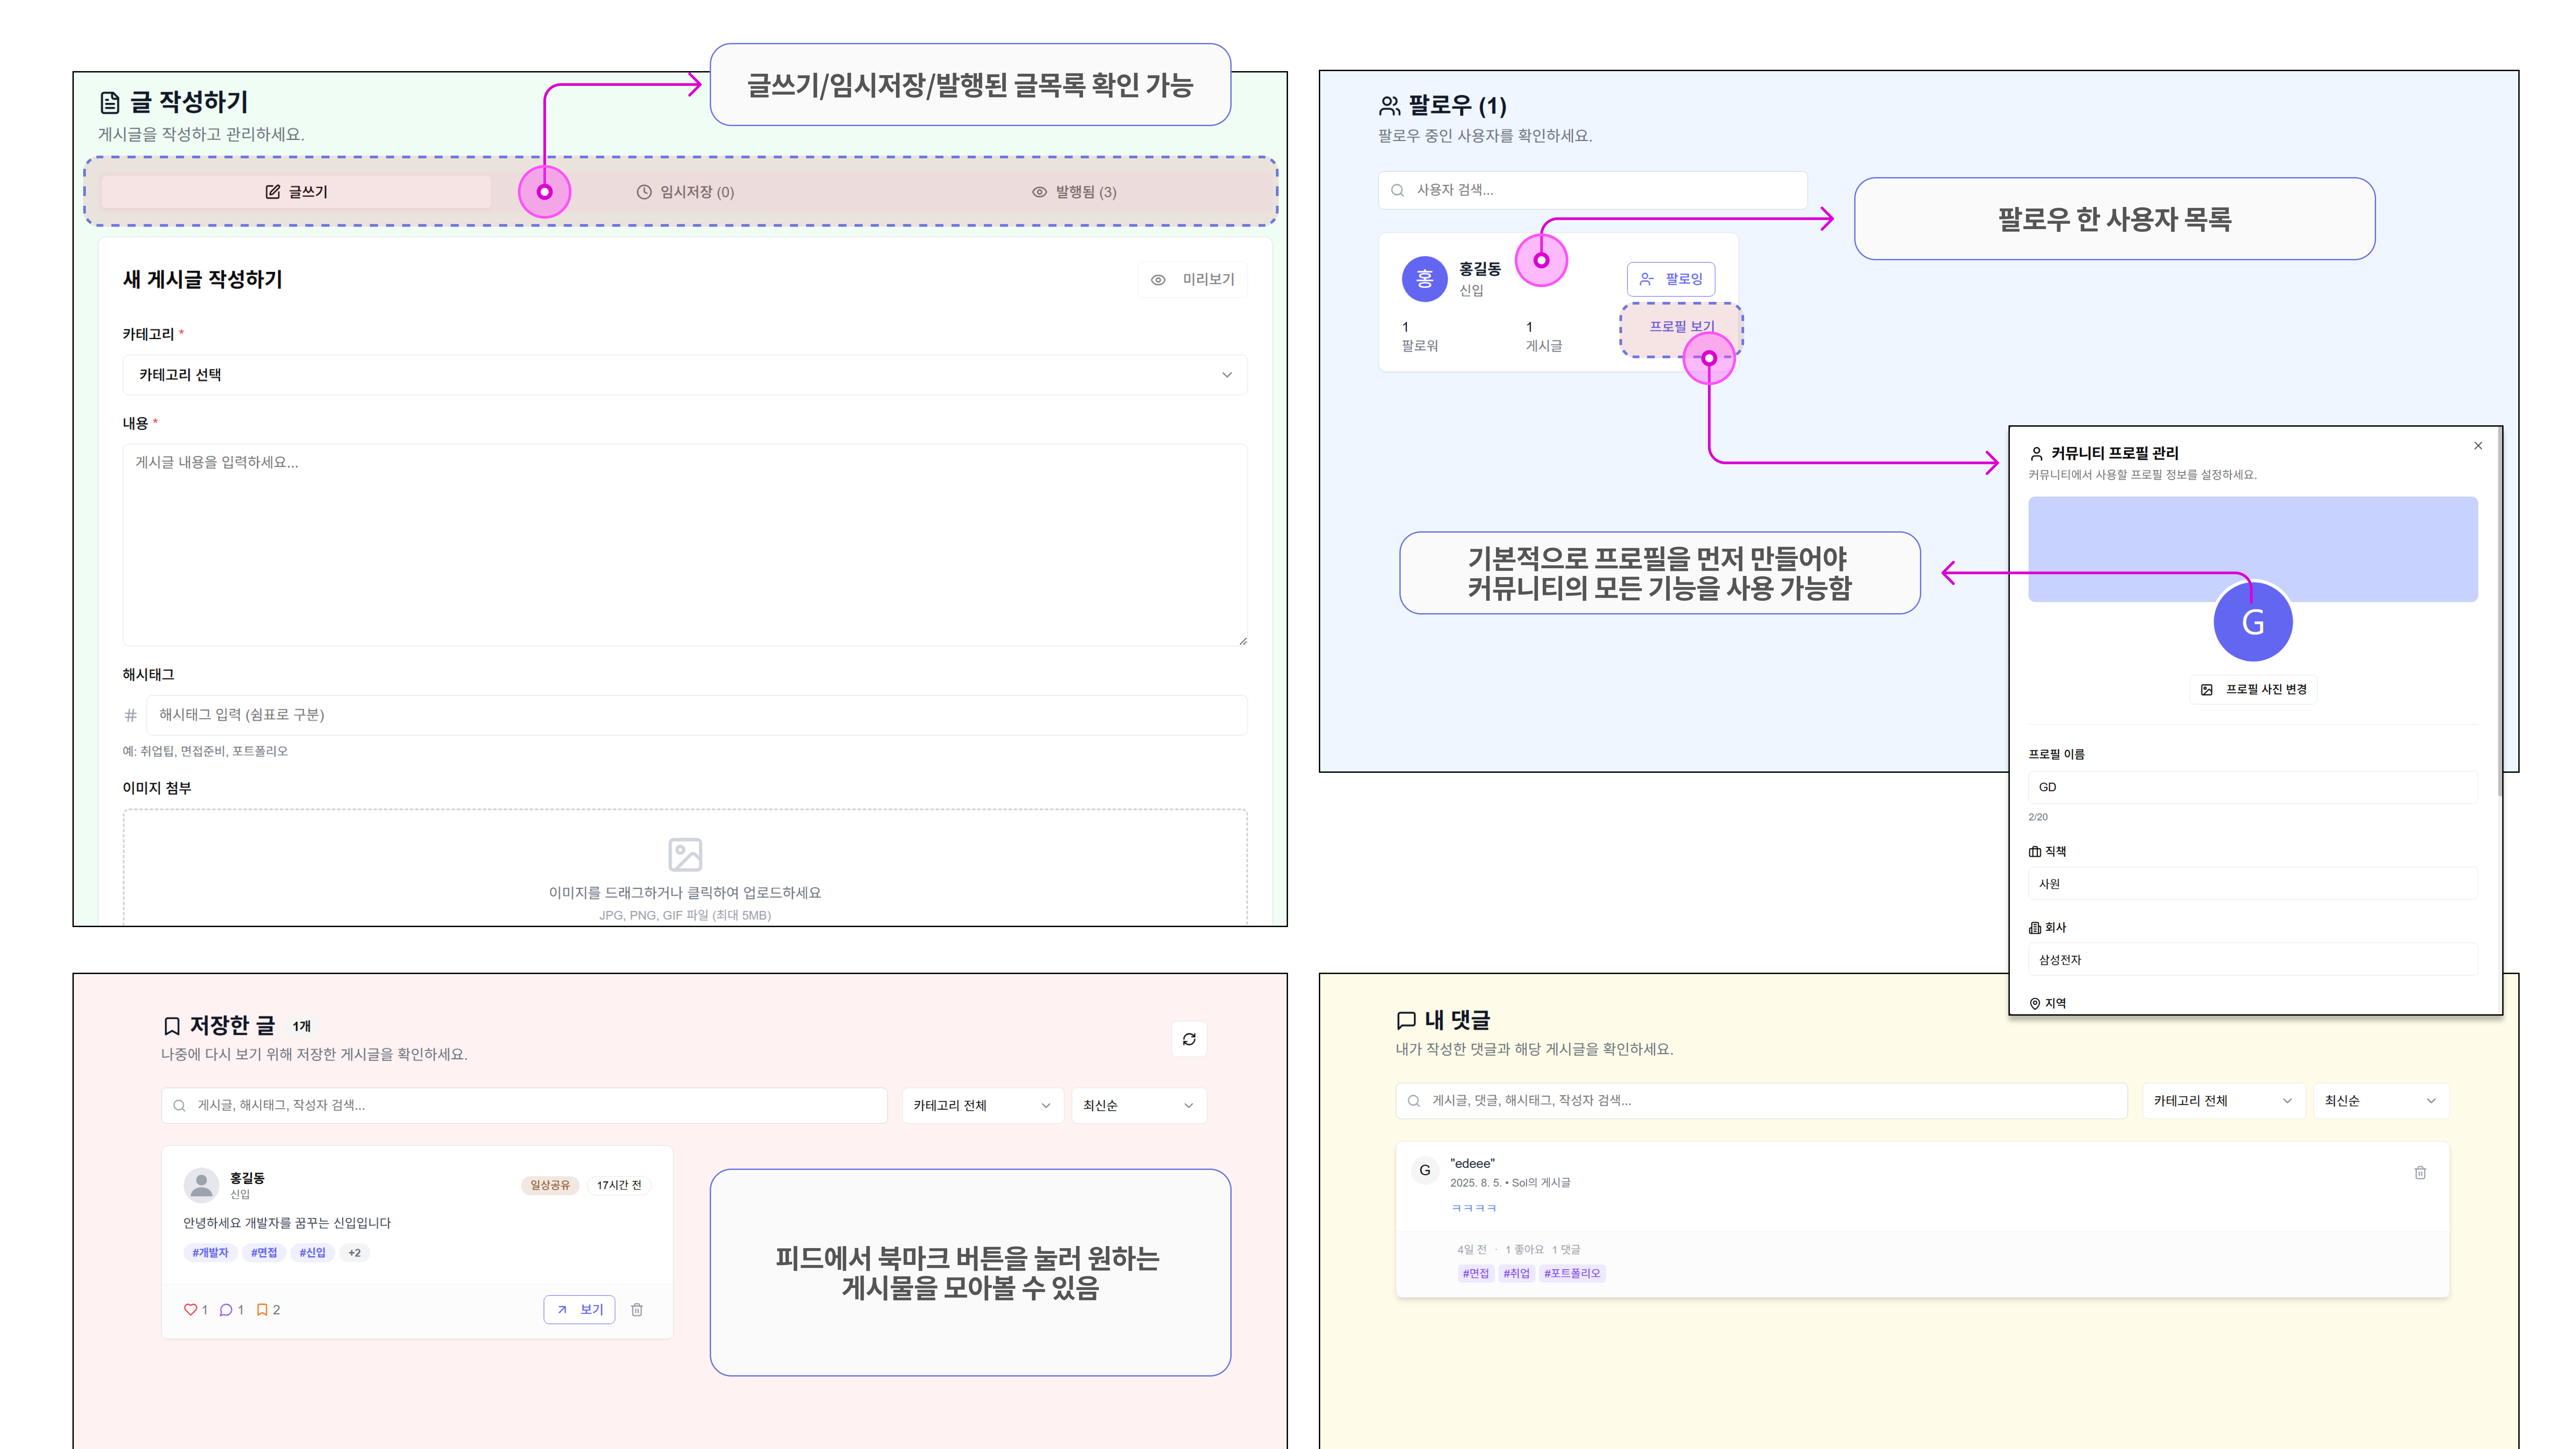 글쓰기/임시저장/발행된 글목록 확인 가능
글 작성하기
게시글을 작성하고 관리하세요.
글쓰기
임시저장 (0)
발행됨 (3)
새 게시글 작성하기
미리보기
카테고리 *
카테고리 선택
내용 *
게시글 내용을 입력하세요...
해시태그
# 해시태그 입력 (쉼표로 구분)
예: 취업팁, 면접준비, 포트폴리오
이미지 첨부
이미지를 드래그하거나 클릭하여 업로드하세요
JPG, PNG, GIF 파일 (최대 5MB)
팔로우 (1)
팔로우 중인 사용자를 확인하세요.
사용자 검색...
팔로우 한 사용자 목록
홍
홍길동
신입
팔로잉
1
팔로워
1
게시글
프로필 보기
기본적으로 프로필을 먼저 만들어야
커뮤니티의 모든 기능을 사용 가능함
커뮤니티 프로필 관리
커뮤니티에서 사용할 프로필 정보를 설정하세요.
G
프로필 사진 변경
프로필 이름
GD
2/20
직책
사원
회사
삼성전자
지역
저장한 글 1개
나중에 다시 보기 위해 저장한 게시글을 확인하세요.
게시글, 해시태그, 작성자 검색...
카테고리 전체
최신순
홍길동
신입
일상공유
17시간 전
안녕하세요 개발자를 꿈꾸는 신입입니다
#개발자 #면접 #신입 +2
1 1 2
보기
피드에서 북마크 버튼을 눌러 원하는
게시물을 모아볼 수 있음
내 댓글
내가 작성한 댓글과 해당 게시글을 확인하세요.
게시글, 댓글, 해시태그, 작성자 검색...
카테고리 전체
최신순
G
"edeee"
2025. 8. 5. • Sol의 게시글
ㅋㅋㅋㅋ
4일 전 · 1 좋아요 1 댓글
#면접 #취업 #포트폴리오